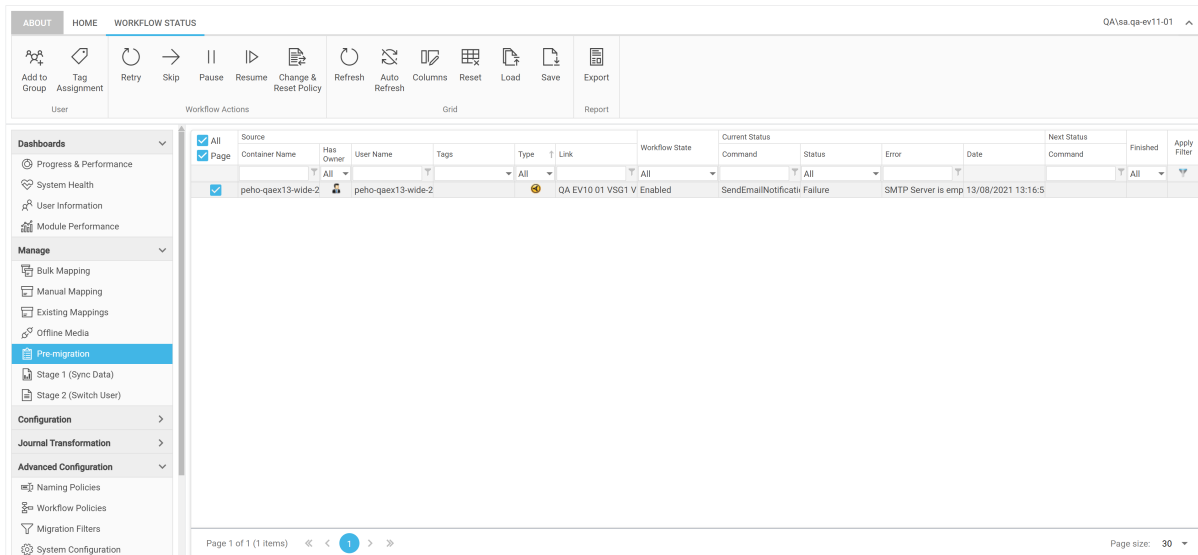 ABOUT HOME WORKFLOW STATUS QA\sa.qa-ev11-01
Add to Group Tag Assignment Retry Skip Pause Resume Change & Reset Policy Refresh Auto Refresh Columns Reset Load Save Export
User Workflow Actions Grid Report
Dashboards
Progress & Performance
System Health
User Information
Module Performance
Manage
Bulk Mapping
Manual Mapping
Existing Mappings
Offline Media
Pre-migration
Stage 1 (Sync Data)
Stage 2 (Switch User)
Configuration
Journal Transformation
Advanced Configuration
Naming Policies
Workflow Policies
Migration Filters
System Configuration
All Source Workflow State Current Status Next Status Finished Apply Filter
Page Container Name Has Owner User Name Tags Type Link Command Status Error Date Command
All All All All All All
peho-qaex13-wide-2 peho-qaex13-wide-2 QA EV10 01 VSG1 V Enabled SendEmailNotificati Failure SMTP Server is emp 13/08/2021 13:16:5
Page 1 of 1 (1 items) 1 Page size: 30